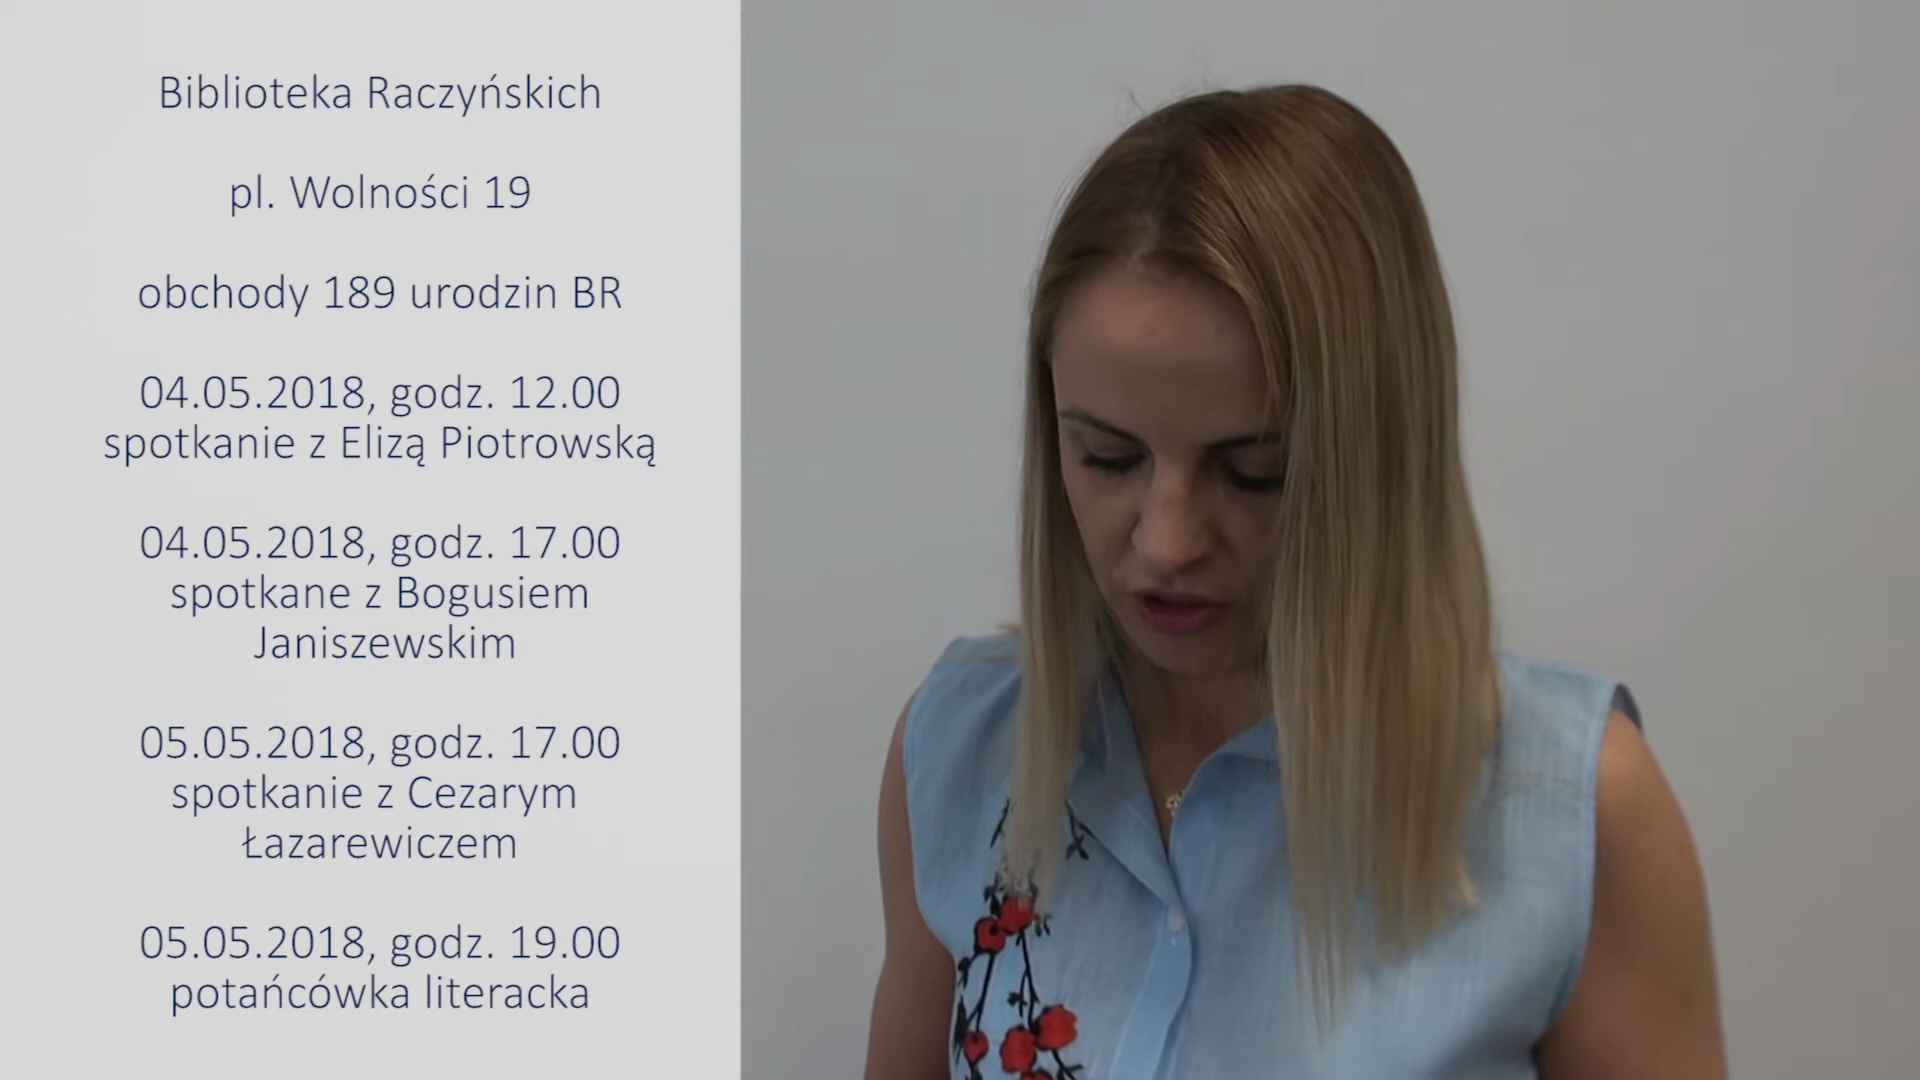 Biblioteka Raczyńskich
pl. Wolności 19
obchody 189 urodzin BR
04.05.2018, godz. 12.00
spotkanie z Elizą Piotrowską
04.05.2018, godz. 17.00
spotkane z Bogusiem
Janiszewskim
05.05.2018, godz. 17.00
spotkanie z Cezarym
Łazarewiczem
05.05.2018, godz. 19.00
potańcówka literacka